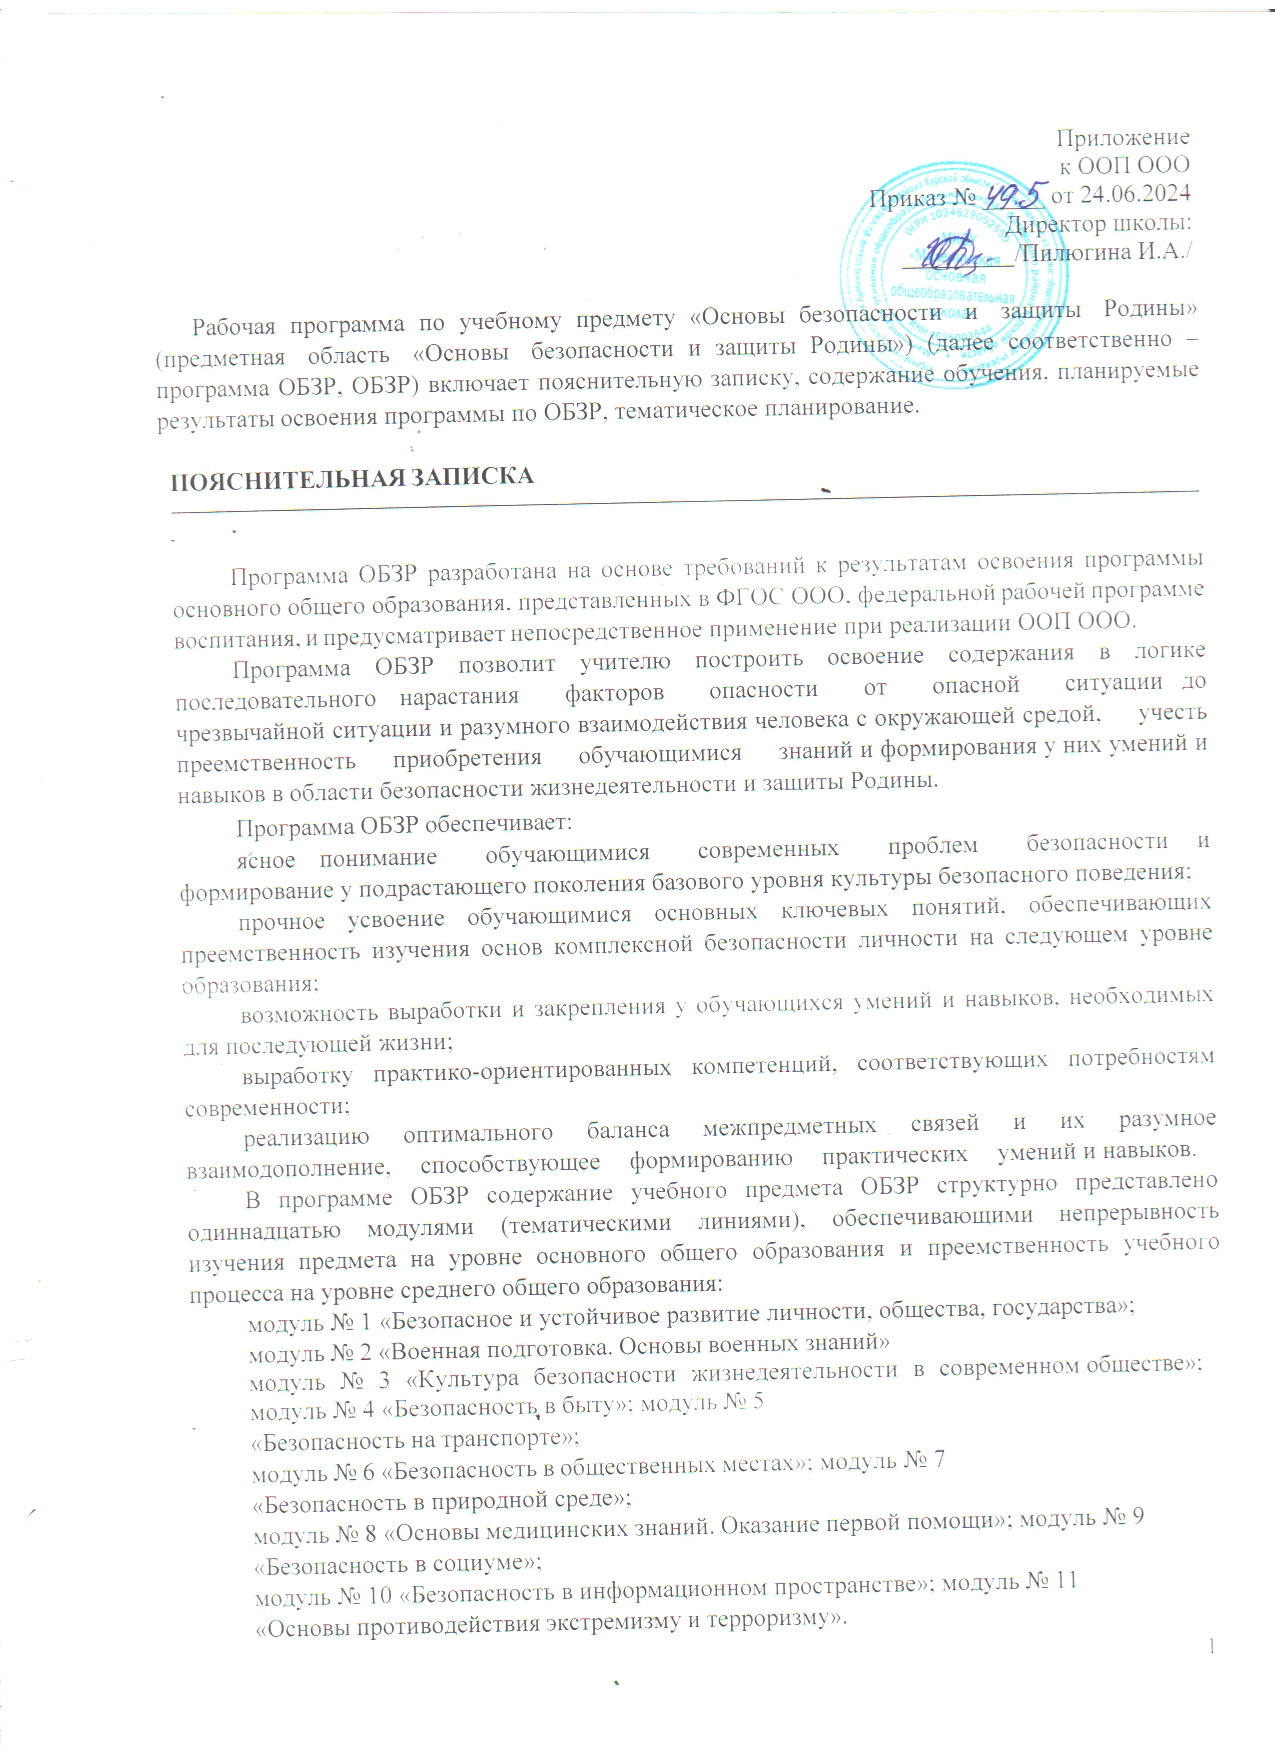 Приложение
к ООП ООО
Приказ № 49.5 от 24.06.2024
Директор школы:
/Пилюгина И.А./
ОГРН
основная
общеобразовательная
Рабочая программа по учебному предмету «Основы безопасности и защиты Родины»
(предметная область «Основы безопасности и защиты Родины») (далее соответственно –
программа ОБЗР, ОБЗР) включает пояснительную записку, содержание обучения, планируемые
результаты освоения программы по ОБЗР, тематическое планирование.
ПОЯСНИТЕЛЬНАЯ ЗАПИСКА
Программа ОБЗР разработана на основе требований к результатам освоения программы
основного общего образования, представленных в ФГОС ООО, федеральной рабочей программе
воспитания, и предусматривает непосредственное применение при реализации ООП ООО.
Программа ОБЗР позволит учителю построить освоение содержания в логике
последовательного нарастания факторов опасности от опасной ситуации до
чрезвычайной ситуации и разумного взаимодействия человека с окружающей средой, учесть
преемственность приобретения обучающимися знаний и формирования у них умений и
навыков в области безопасности жизнедеятельности и защиты Родины.
Программа ОБЗР обеспечивает:
ясное понимание обучающимися современных проблем безопасности и
формирование у подрастающего поколения базового уровня культуры безопасного поведения;
прочное усвоение обучающимися основных ключевых понятий, обеспечивающих
преемственность изучения основ комплексной безопасности личности на следующем уровне
образования;
возможность выработки и закрепления у обучающихся умений и навыков, необходимых
для последующей жизни;
выработку практико-ориентированных компетенций, соответствующих потребностям
современности;
реализацию оптимального баланса межпредметных связей и их разумное
взаимодополнение, способствующее формированию практических умений и навыков.
В программе ОБЗР содержание учебного предмета ОБЗР структурно представлено
одиннадцатью модулями (тематическими линиями), обеспечивающими непрерывность
изучения предмета на уровне основного общего образования и преемственность учебного
процесса на уровне среднего общего образования:
модуль № 1 «Безопасное и устойчивое развитие личности, общества, государства»;
модуль № 2 «Военная подготовка. Основы военных знаний»
модуль № 3 «Культура безопасности жизнедеятельности в современном обществе»;
модуль № 4 «Безопасность в быту»; модуль № 5
«Безопасность на транспорте»;
модуль № 6 «Безопасность в общественных местах»; модуль № 7
«Безопасность в природной среде»;
модуль № 8 «Основы медицинских знаний. Оказание первой помощи»; модуль № 9
«Безопасность в социуме»;
модуль № 10 «Безопасность в информационном пространстве»; модуль № 11
«Основы противодействия экстремизму и терроризму».
1